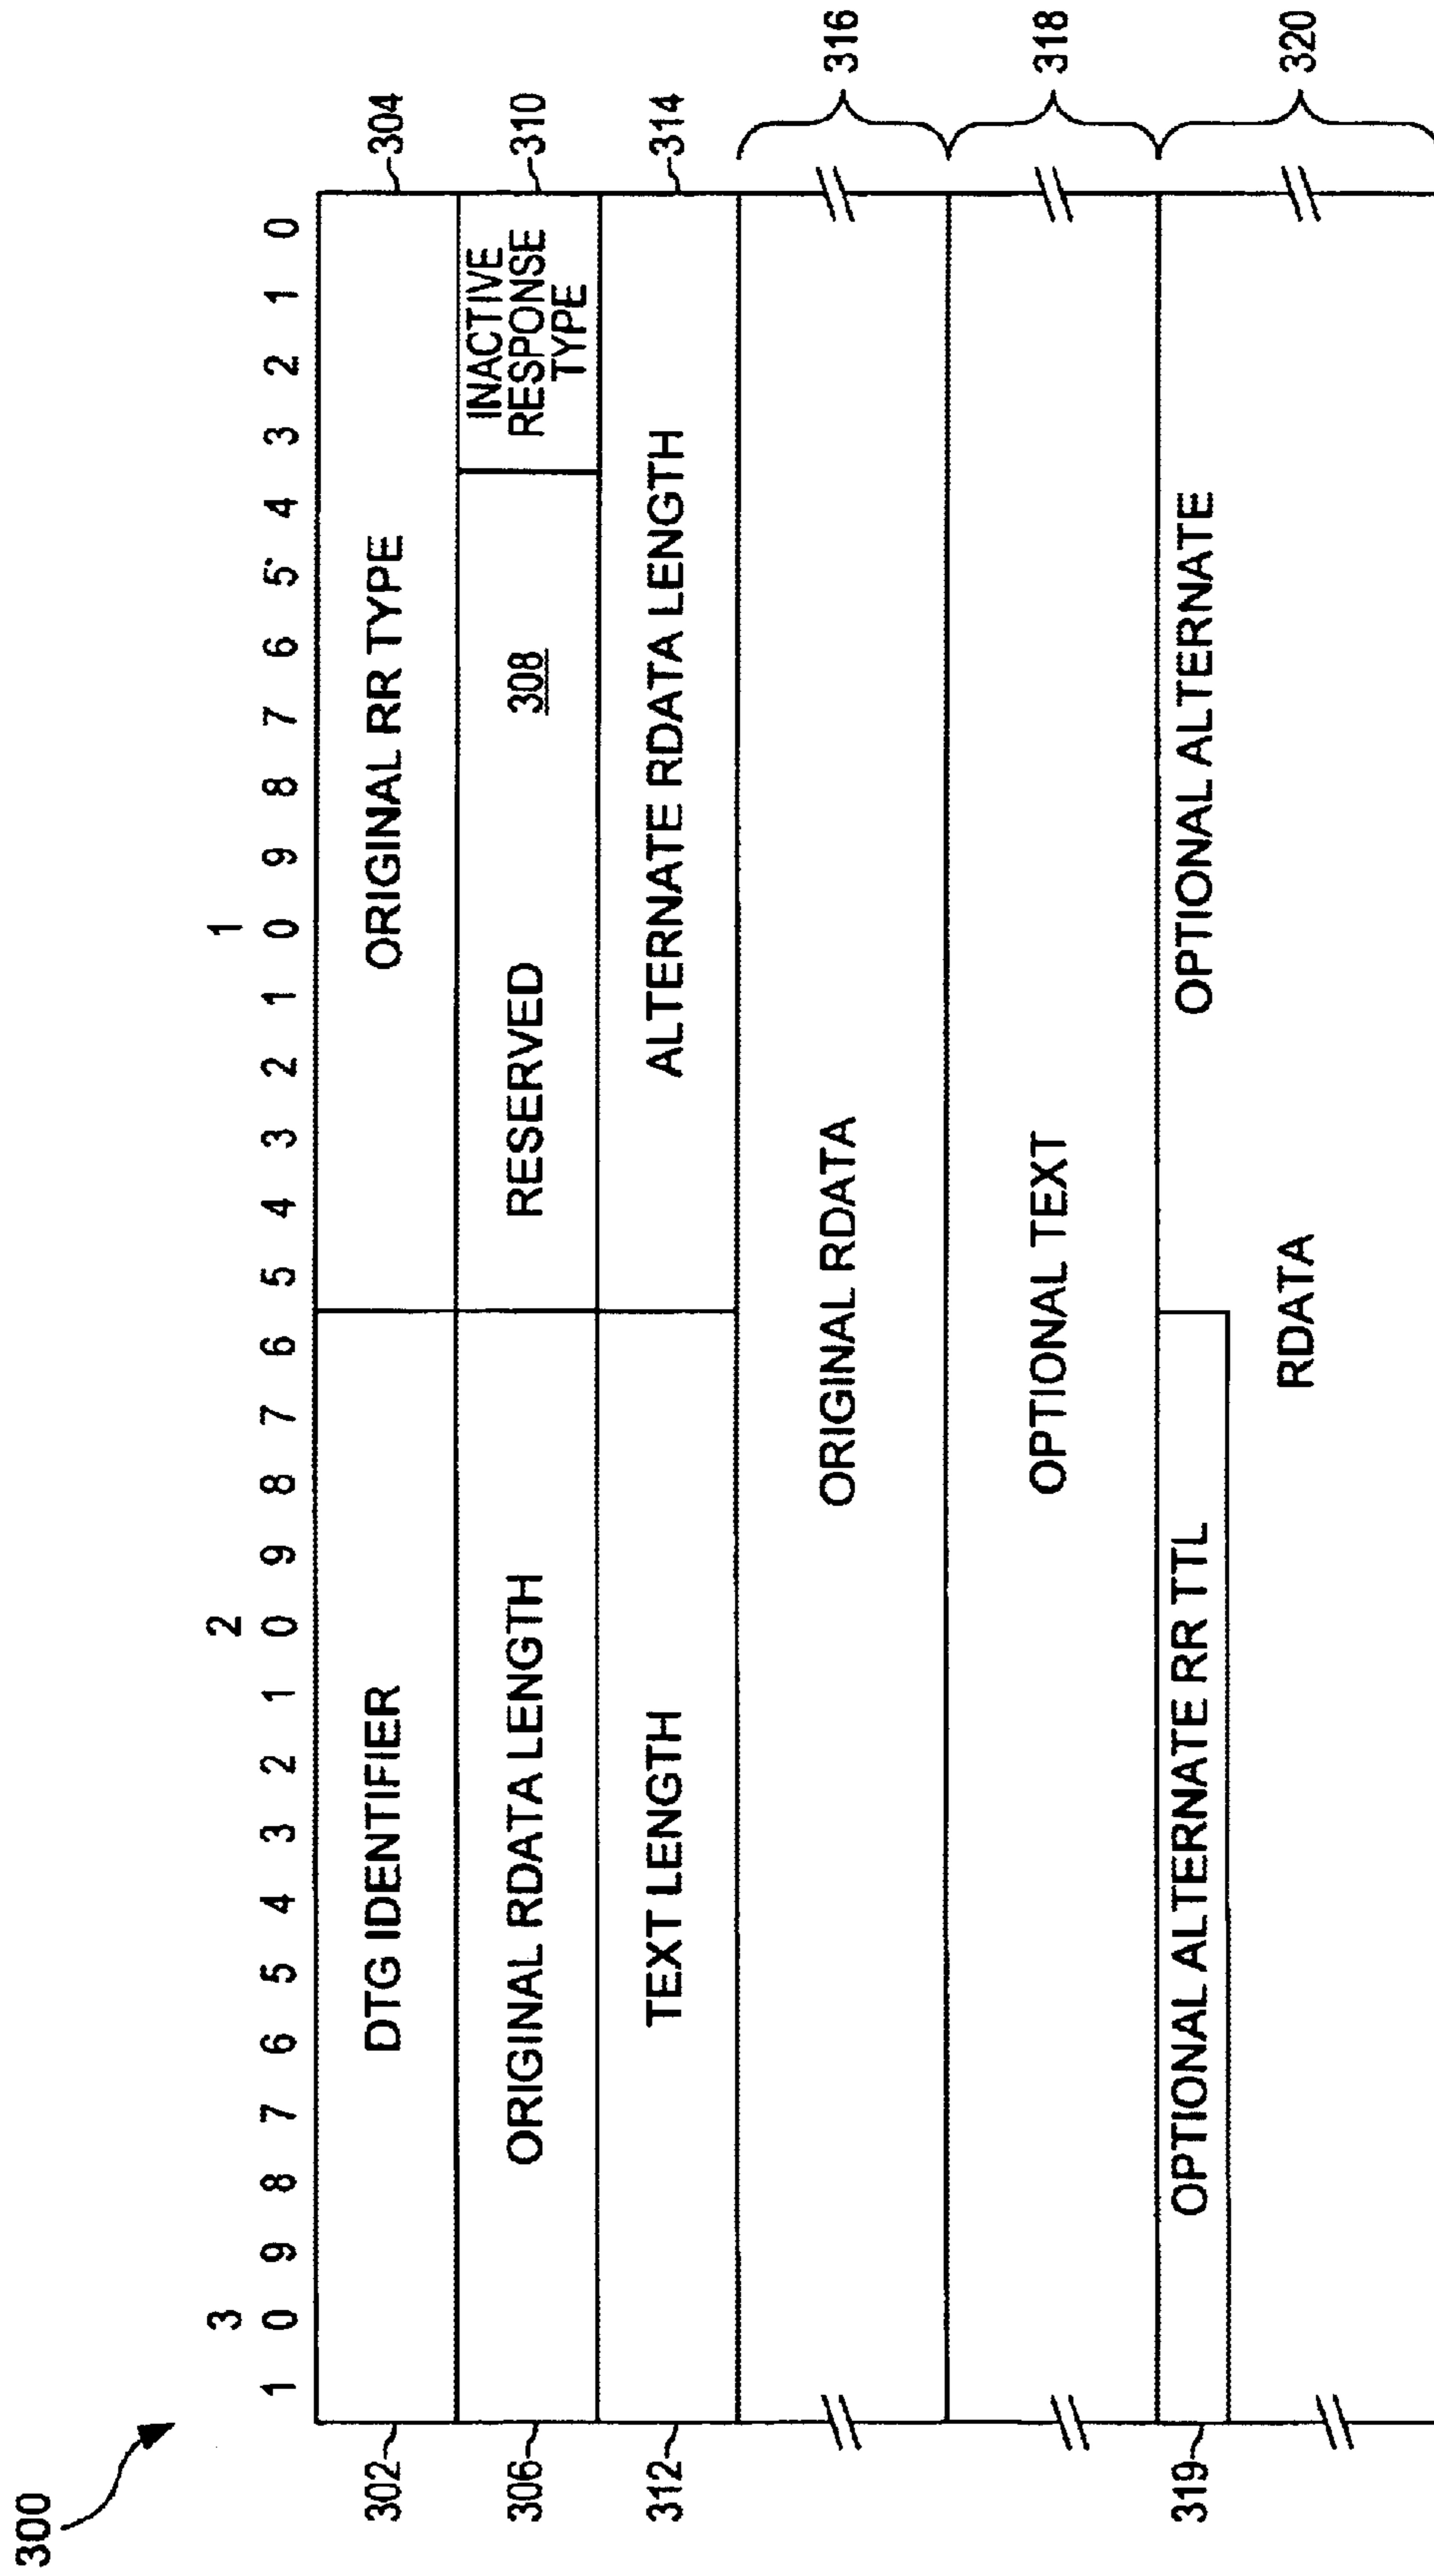 300
3 2 1
1 0 9 8 7 6 5 4 3 2 1 0 9 8 7 6 5 4 3 2 1 0 9 8 7 6 5 4 3 2 1 0
302 DTG IDENTIFIER ORIGINAL RR TYPE 304
306 ORIGINAL RDATA LENGTH RESERVED 308 INACTIVE RESPONSE TYPE 310
312 TEXT LENGTH ALTERNATE RDATA LENGTH 314
ORIGINAL RDATA 316
OPTIONAL TEXT 318
319 OPTIONAL ALTERNATE RR TTL OPTIONAL ALTERNATE
RDATA 320